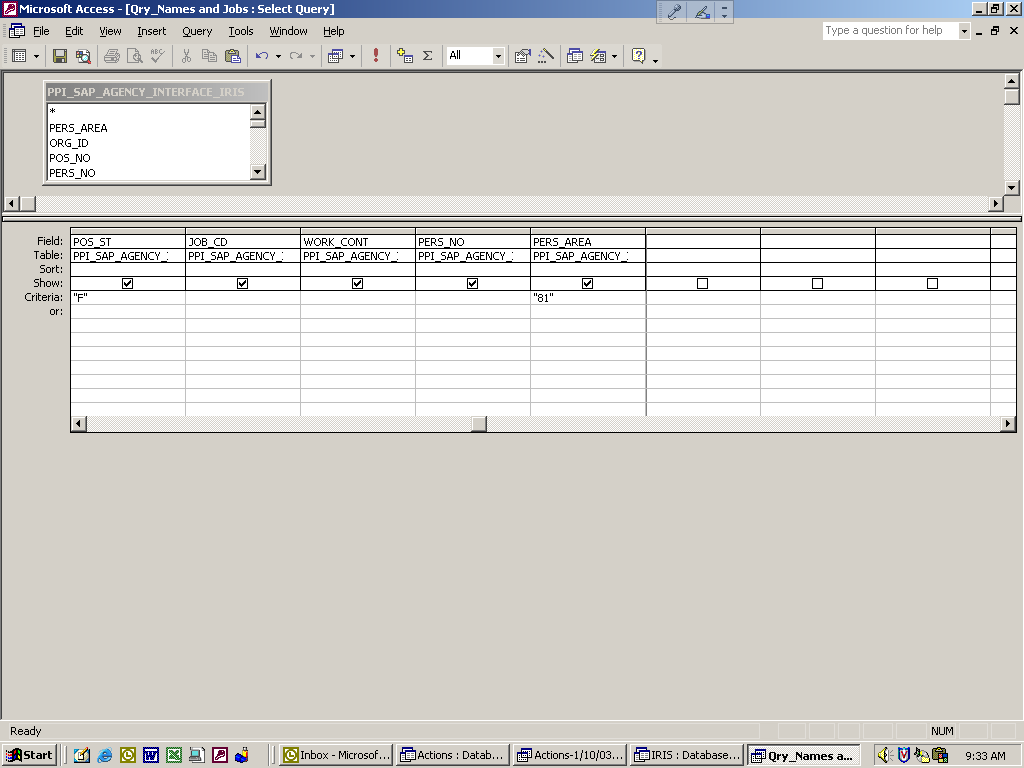 Microsoft Access - [Qry_Names and Jobs : Select Query]
File Edit View Insert Query Tools Window Help Type a question for help
All
PPI_SAP_AGENCY_INTERFACE_IRIS
*
PERS_AREA
ORG_ID
POS_NO
PERS_NO
Field: POS_ST JOB_CD WORK_CONT PERS_NO PERS_AREA
Table: PPI_SAP_AGENCY_ PPI_SAP_AGENCY_ PPI_SAP_AGENCY_ PPI_SAP_AGENCY_ PPI_SAP_AGENCY_
Sort:
Show:
Criteria: "F" "81"
or:
Ready NUM
Start Inbox - Microsof... Actions : Datab... Actions-1/10/03... IRIS : Database... Qry_Names a... 9:33 AM